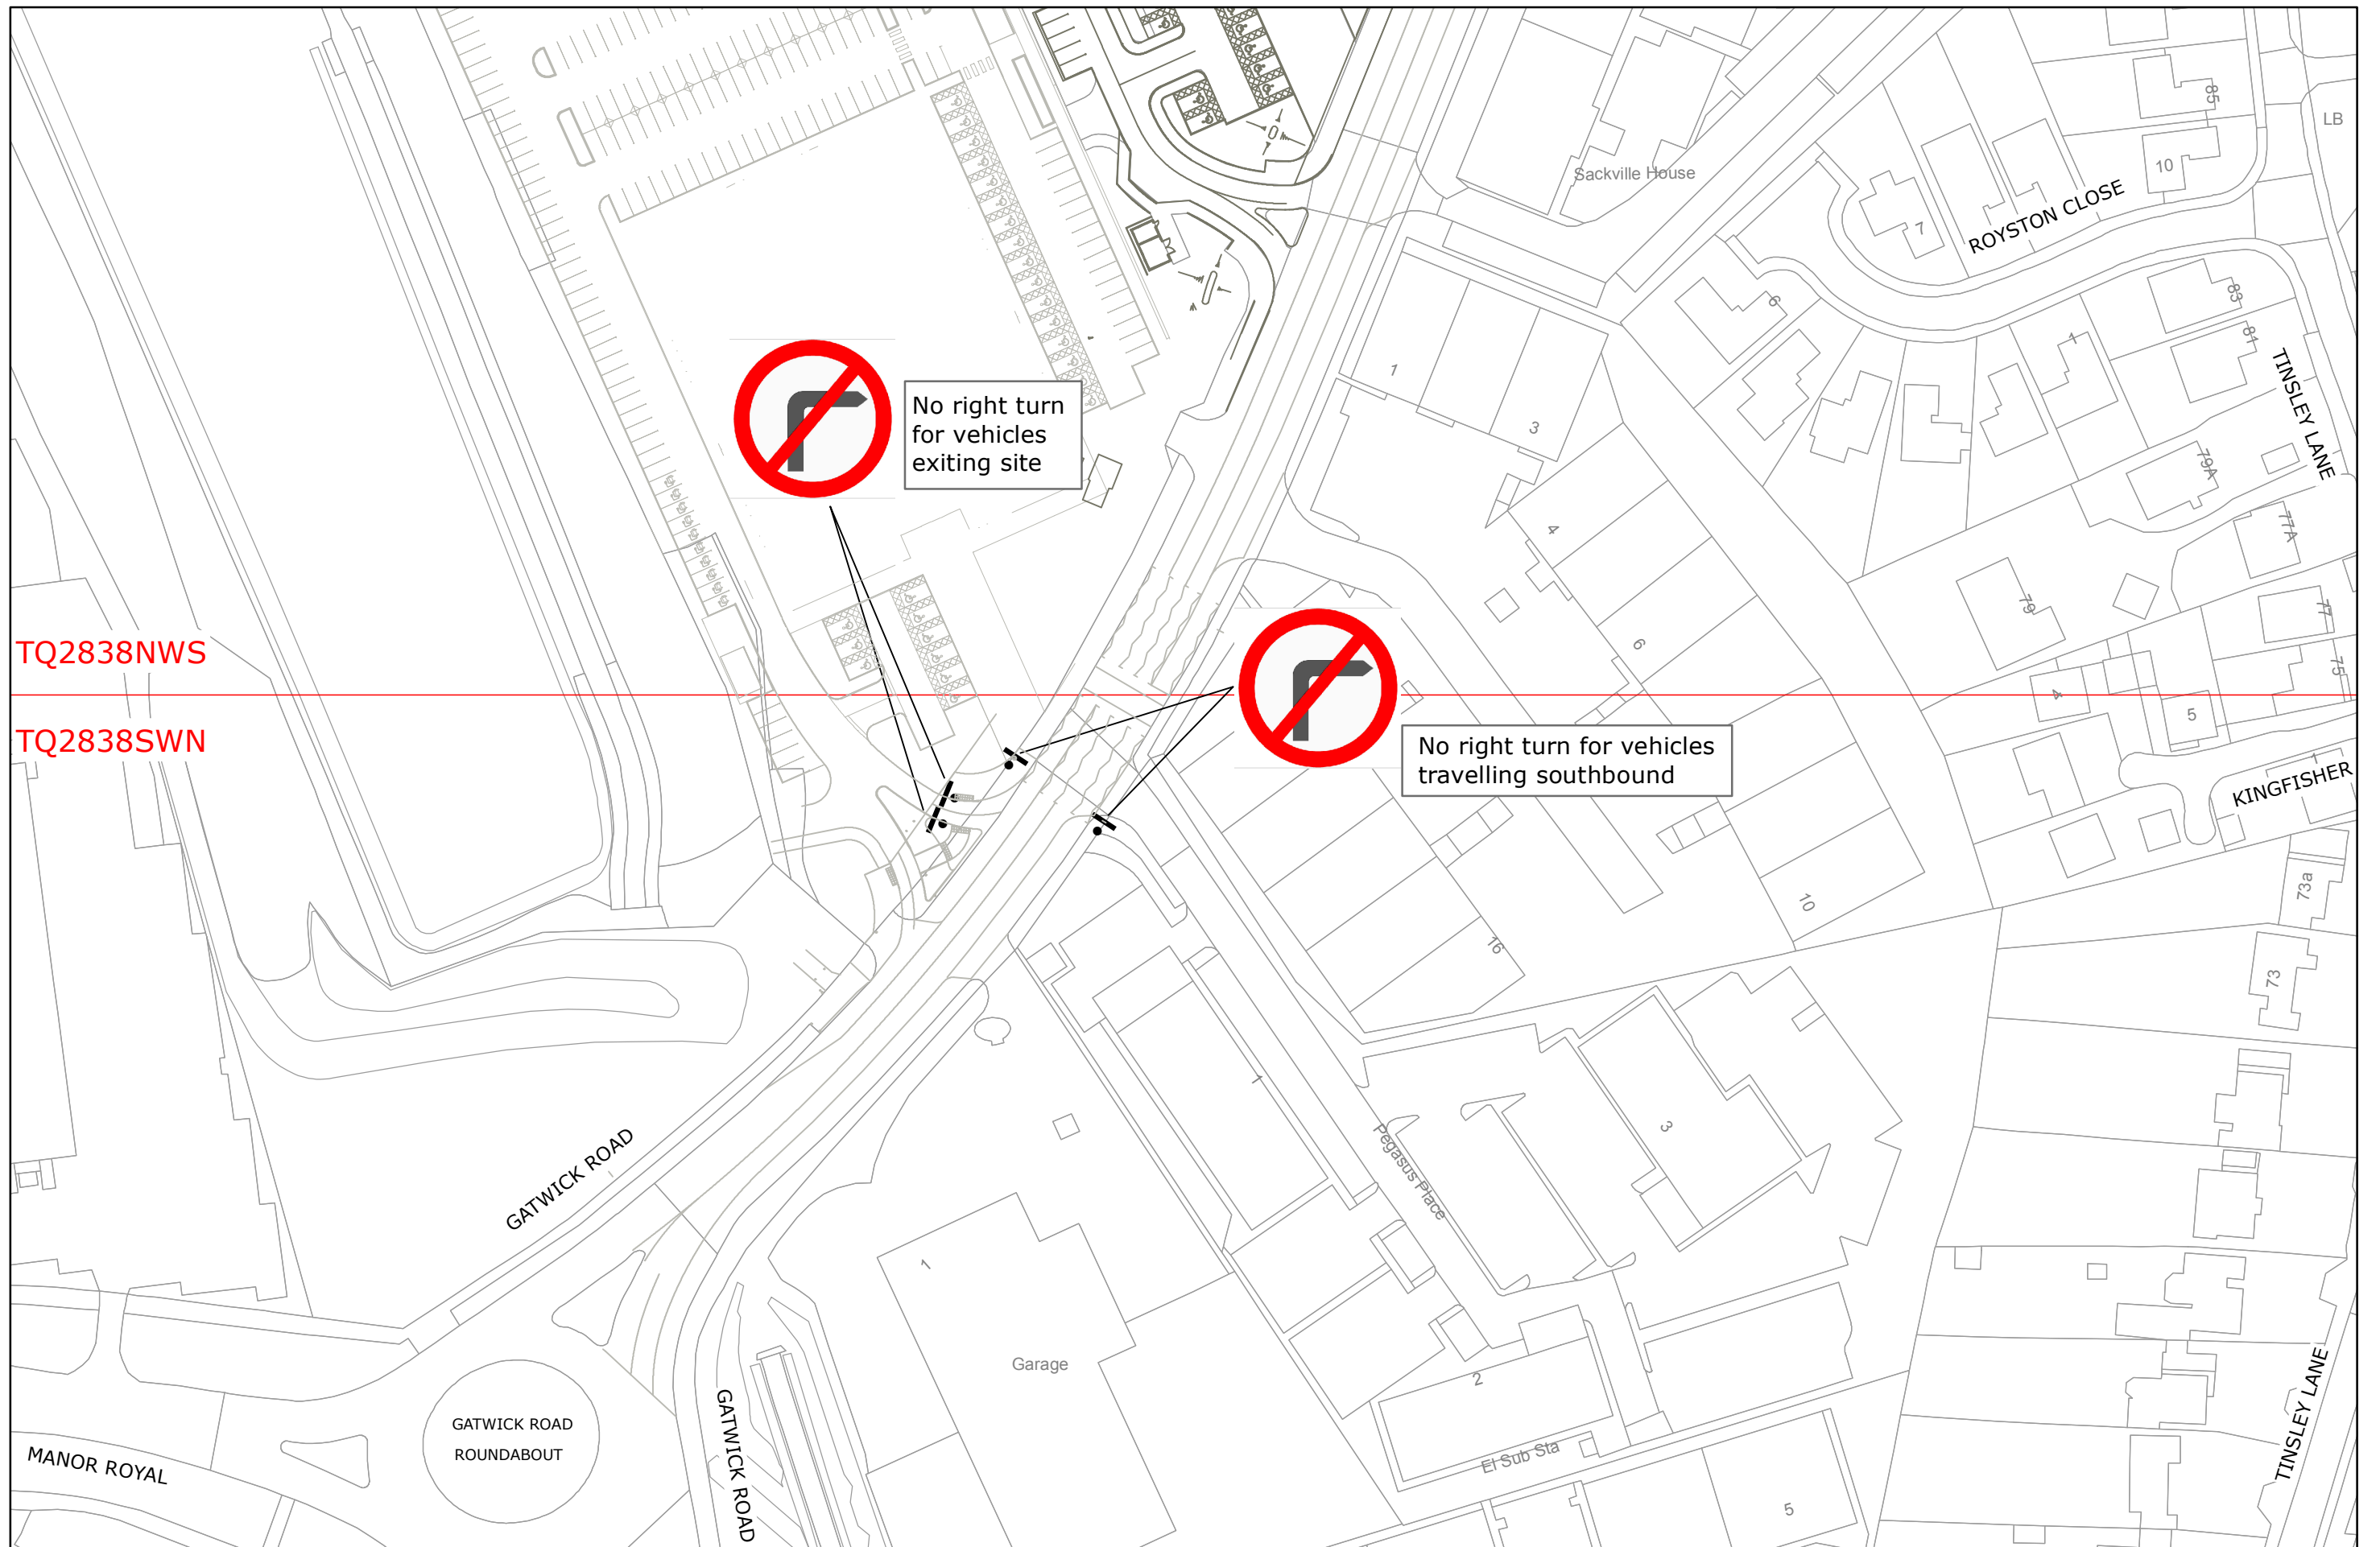 85
LB
10
Sackville House
ROYSTON CLOSE
7
6
83
81
1
TINSLEY LANE
1
3
No right turn
for vehicles
exiting site
79A
77A
4
79
77
6
75
TQ2838NWS
4
5
TQ2838SWN
No right turn for vehicles
travelling southbound
1
KINGFISHER
73a
10
16
73
1
3
Pegasus Place
GATWICK ROAD
1
Garage
2
GATWICK ROAD
ROUNDABOUT
GATWICK ROAD
TINSLEY LANE
MANOR ROYAL
El Sub Sta
5